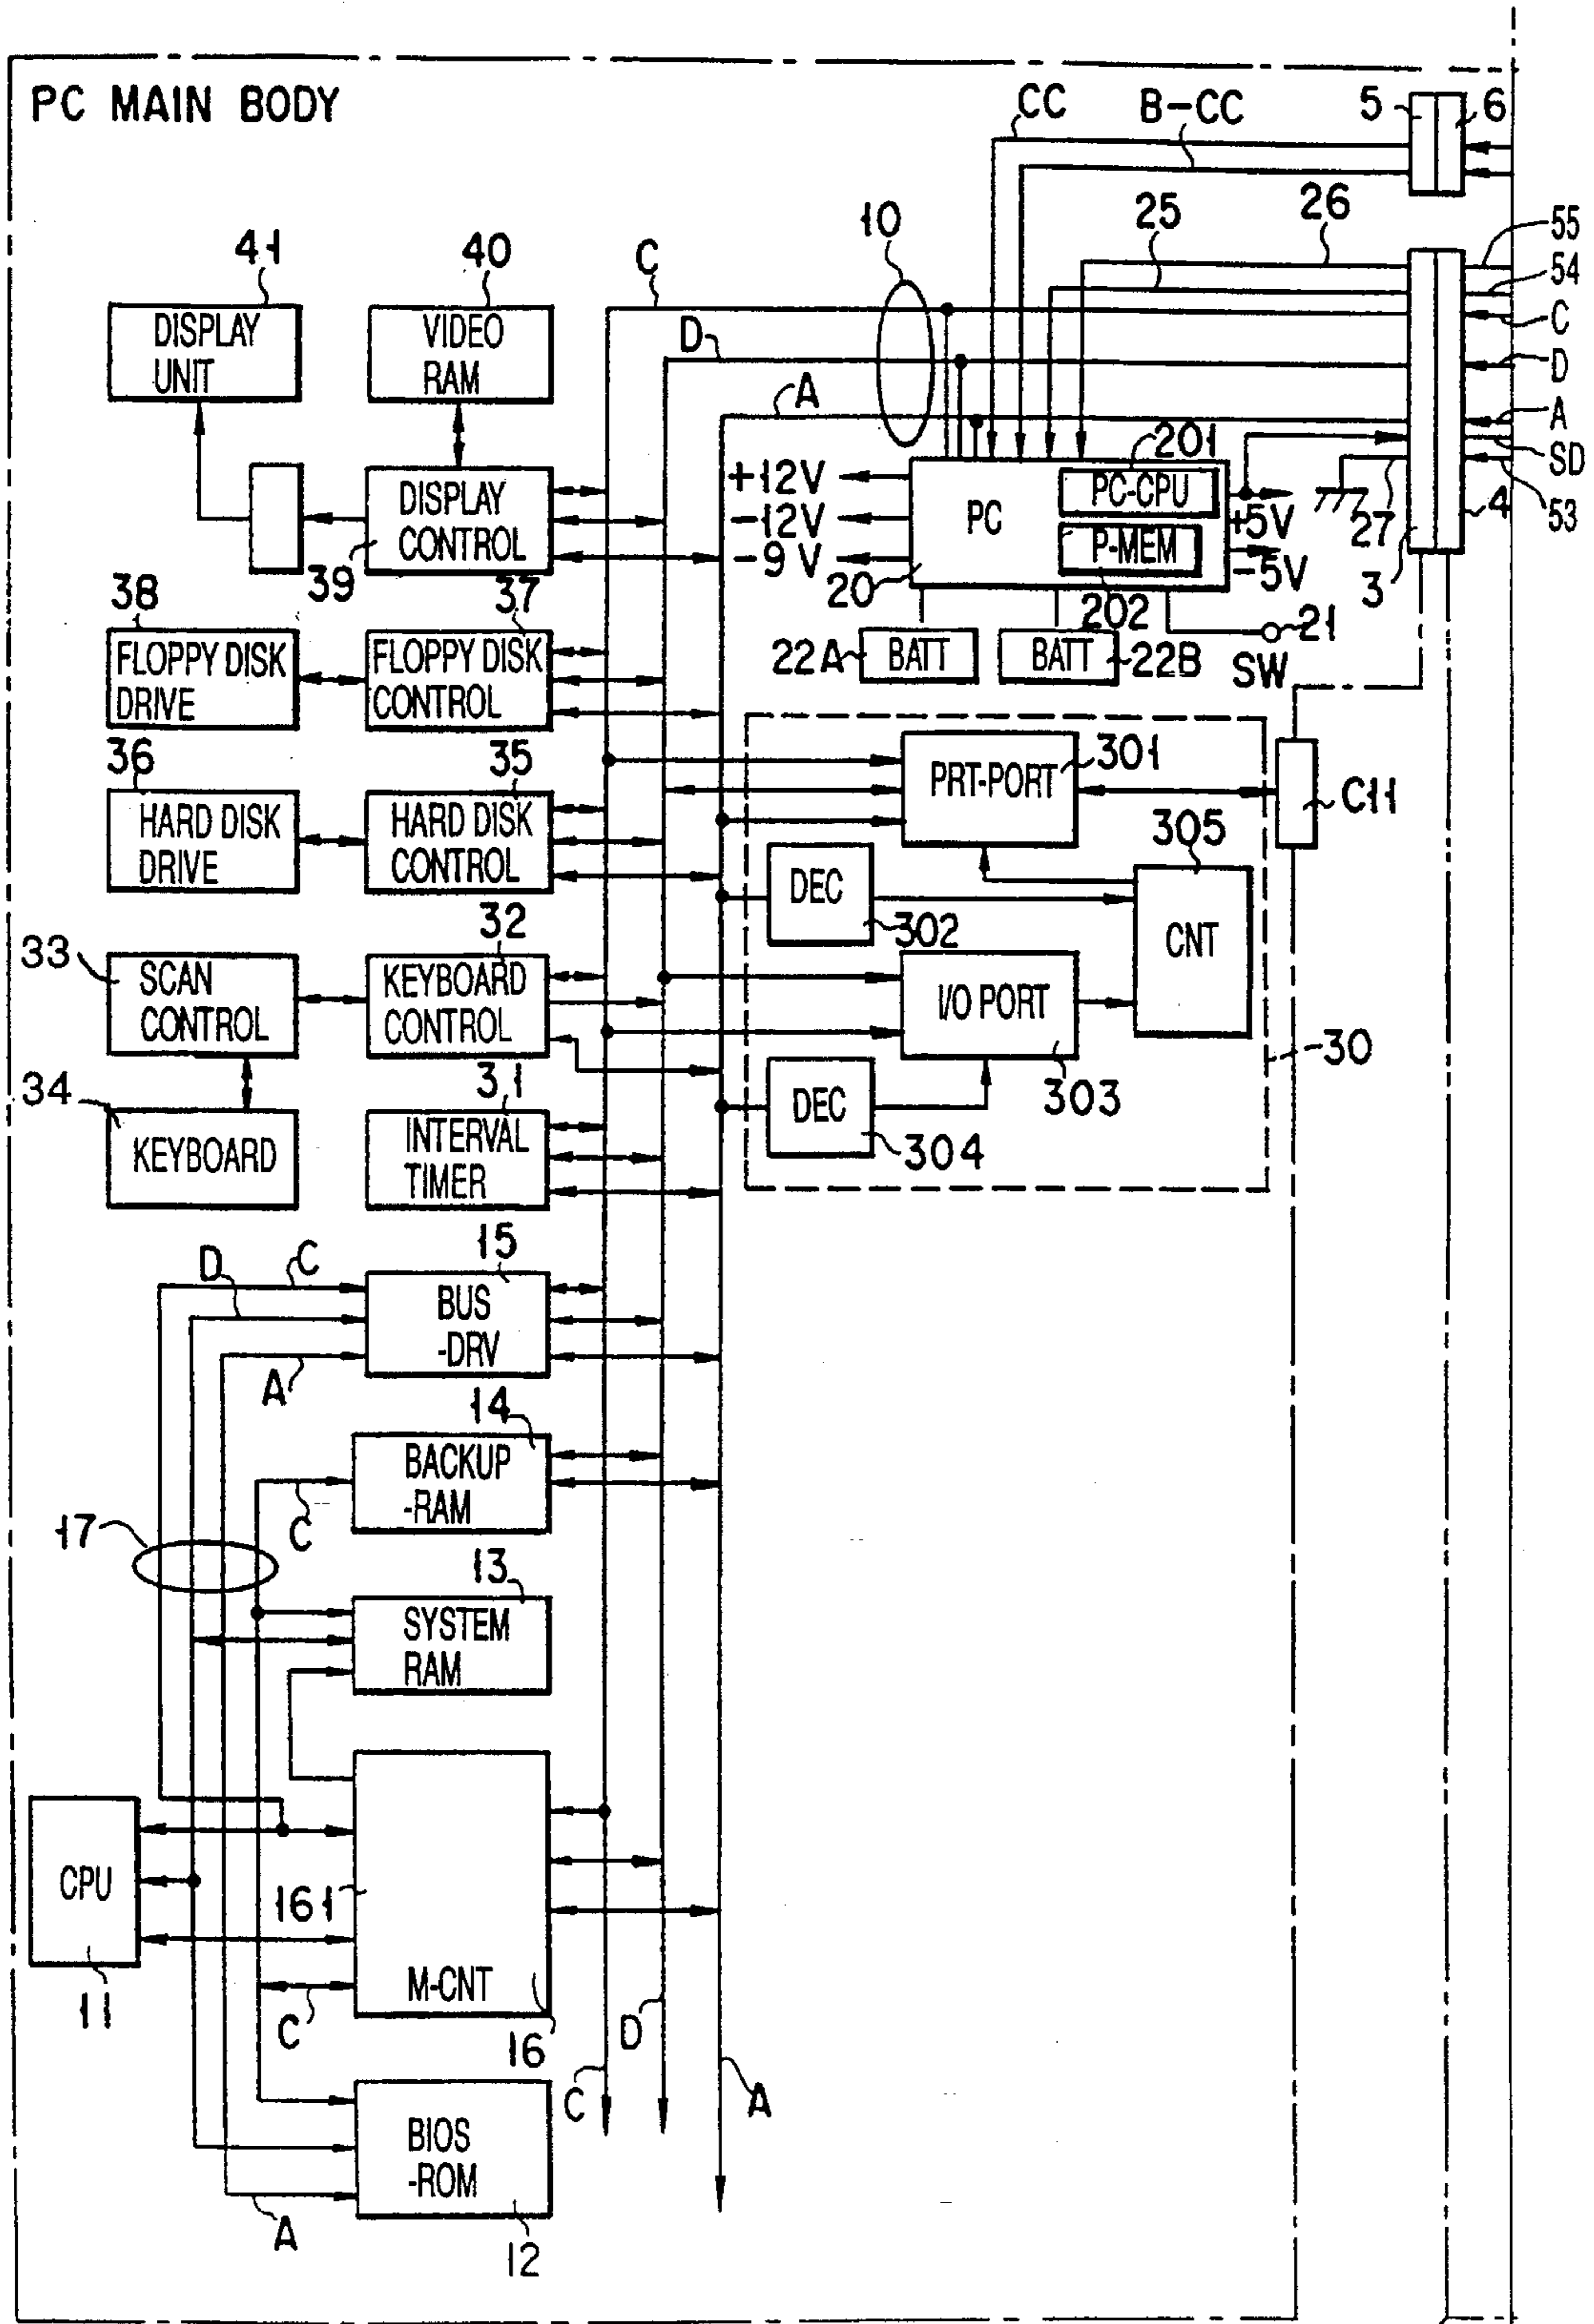 PC MAIN BODY
CC
B-CC
5
6
10
25
26
55
54
C
D
A
SD
53
41
40
C
D
A
DISPLAY
UNIT
VIDEO
RAM
DISPLAY
CONTROL
39
+12V
-12V
-9V
PC
20
201
PC-CPU
P-MEM
202
+5V
-5V
27
3
4
22A
BATT
BATT
22B
21
SW
38
FLOPPY DISK
DRIVE
37
FLOPPY DISK
CONTROL
36
HARD DISK
DRIVE
35
HARD DISK
CONTROL
PRT-PORT
301
C11
305
DEC
302
CNT
33
SCAN
CONTROL
32
KEYBOARD
CONTROL
I/O PORT
303
30
34
KEYBOARD
31
INTERVAL
TIMER
DEC
304
D
C
A
15
BUS
-DRV
14
BACKUP
-RAM
C
17
13
SYSTEM
RAM
CPU
11
161
M-CNT
16
C
D
C
A
BIOS
-ROM
12
A